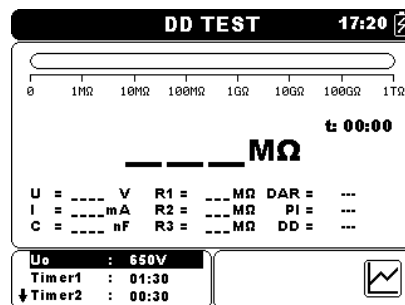 DD TEST 17:20
0 1MΩ 10MΩ 100MΩ 1GΩ 10GΩ 100GΩ 1TΩ
t: 00:00
_ _ _MΩ
U = ____ V R1 = ___MΩ DAR = ---
I = ____mA R2 = ___MΩ PI = ---
C = ____ nF R3 = ___MΩ DD = ---
Uo : 650V
Timer1 : 01:30
Timer2 : 00:30